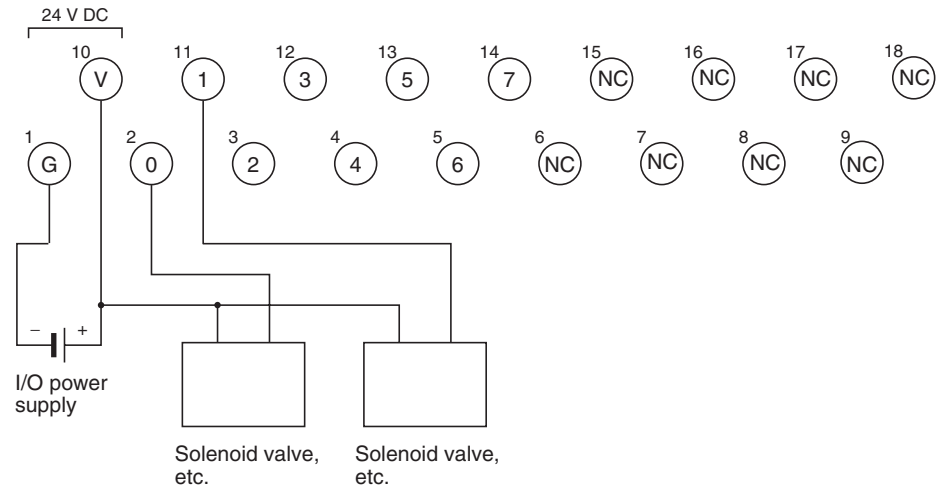 24 V DC
10 11 12 13 14 15 16 17 18
V 1 3 5 7 NC NC NC NC
1 2 3 4 5 6 7 8 9
G 0 2 4 6 NC NC NC NC
– +
I/O power
supply
Solenoid valve,
etc.
Solenoid valve,
etc.